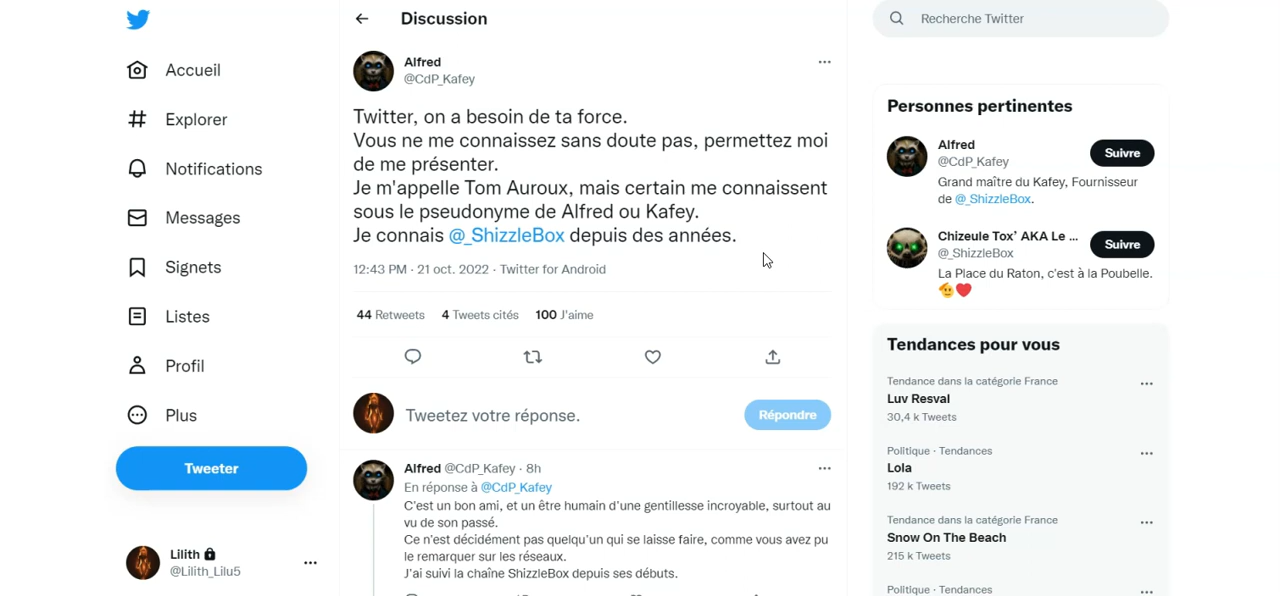 Discussion
Recherche Twitter
Accueil
Explorer
Notifications
Messages
Signets
Listes
Profil
Plus
Tweeter
Lilith
@Lilith_Lilu5
Alfred
@CdP_Kafey
Twitter, on a besoin de ta force.
Vous ne me connaissez sans doute pas, permettez moi
de me présenter.
Je m'appelle Tom Auroux, mais certain me connaissent
sous le pseudonyme de Alfred ou Kafey.
Je connais @_ShizzleBox depuis des années.
12:43 PM · 21 oct. 2022 · Twitter for Android
44 Retweets 4 Tweets cités 100 J'aime
Tweetez votre réponse.
Répondre
Alfred @CdP_Kafey · 8h
En réponse à @CdP_Kafey
C'est un bon ami, et un être humain d'une gentillesse incroyable, surtout au
vu de son passé.
Ce n'est décidément pas quelqu'un qui se laisse faire, comme vous avez pu
le remarquer sur les réseaux.
J'ai suivi la chaîne ShizzleBox depuis ses débuts.
Personnes pertinentes
Alfred
@CdP_Kafey
Suivre
Grand maître du Kafey, Fournisseur
de @_ShizzleBox.
Chizeule Tox' AKA Le ...
@_ShizzleBox
Suivre
La Place du Raton, c'est à la Poubelle.
Tendances pour vous
Tendance dans la catégorie France
Luv Resval
30,4 k Tweets
Politique · Tendances
Lola
192 k Tweets
Tendance dans la catégorie France
Snow On The Beach
215 k Tweets
Politique · Tendances